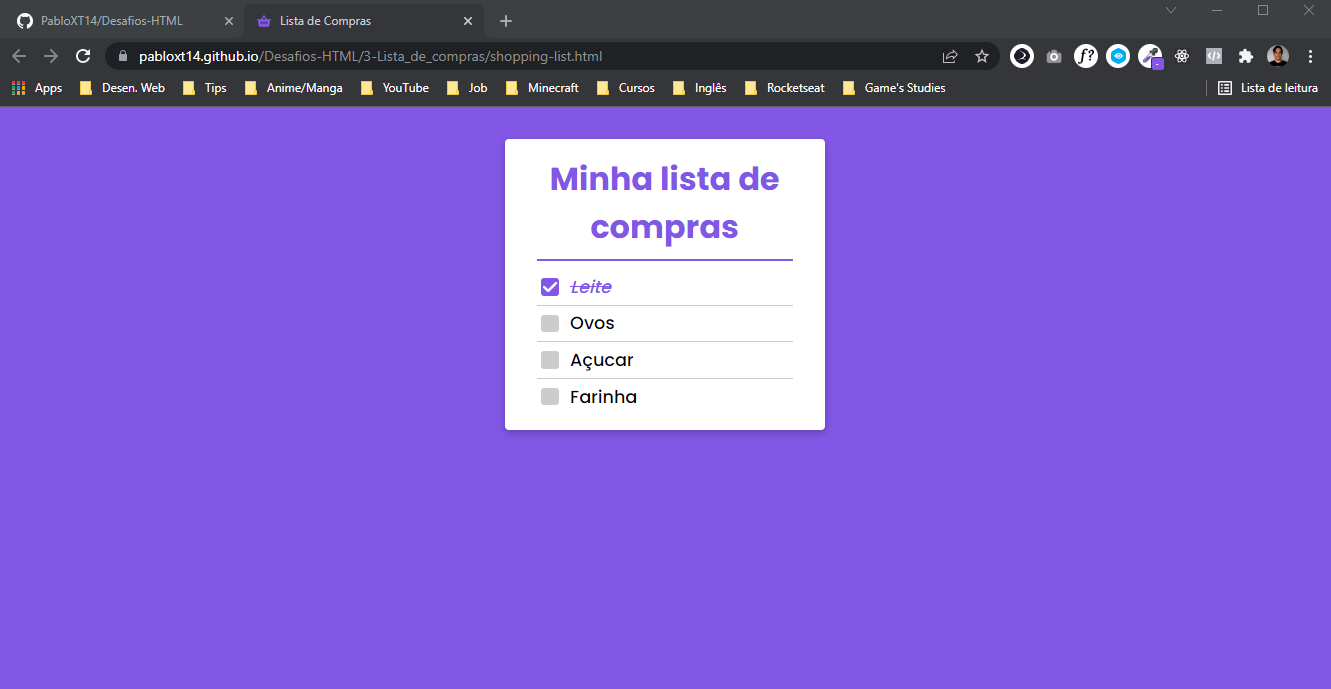 PabloXT14/Desafios-HTML
Lista de Compras
pabloxt14.github.io/Desafios-HTML/3-Lista_de_compras/shopping-list.html
f?
Apps
Desen. Web
Tips
Anime/Manga
YouTube
Job
Minecraft
Cursos
Inglês
Rocketseat
Game's Studies
Lista de leitura
Minha lista de
compras
Leite
Ovos
Açucar
Farinha